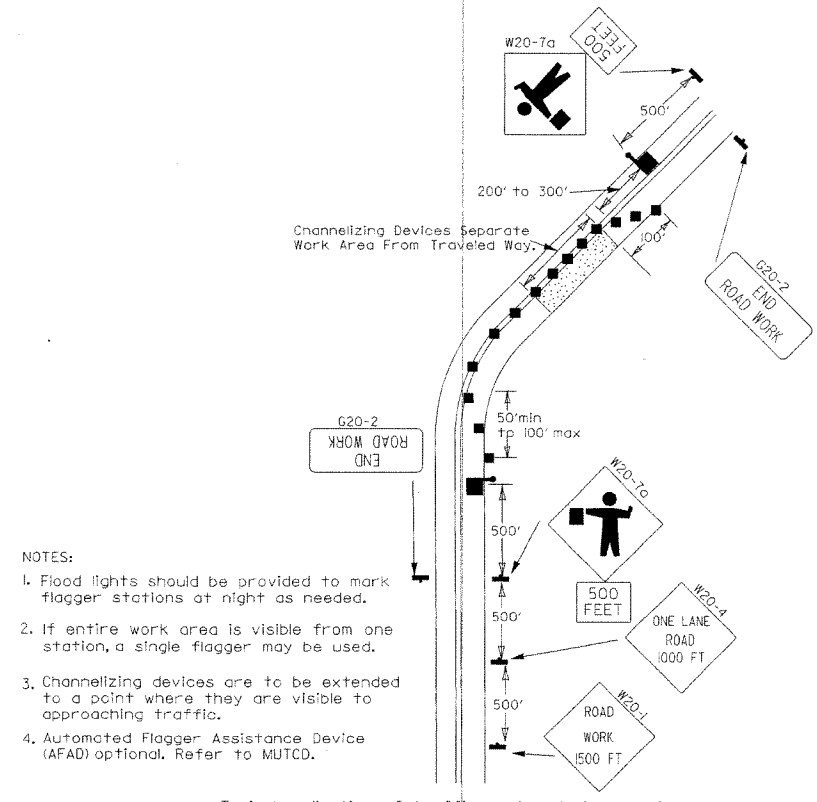 W20-7a
500
FEET
500'
200' to 300'
Channelizing Devices Separate
Work Area From Traveled Way.
100'
G20-2
END
ROAD WORK
G20-2
END
ROAD WORK
50' min
to 100' max
W20-7a
500'
500
FEET
NOTES:
1. Flood lights should be provided to mark
flagger stations at night as needed.
2. If entire work area is visible from one
station, a single flagger may be used.
3. Channelizing devices are to be extended
to a point where they are visible to
approaching traffic.
4. Automated Flagger Assistance Device
(AFAD) optional. Refer to MUTCD.
500'
W20-4
ONE LANE
ROAD
1000 FT
500'
W20-1
ROAD
WORK
1500 FT